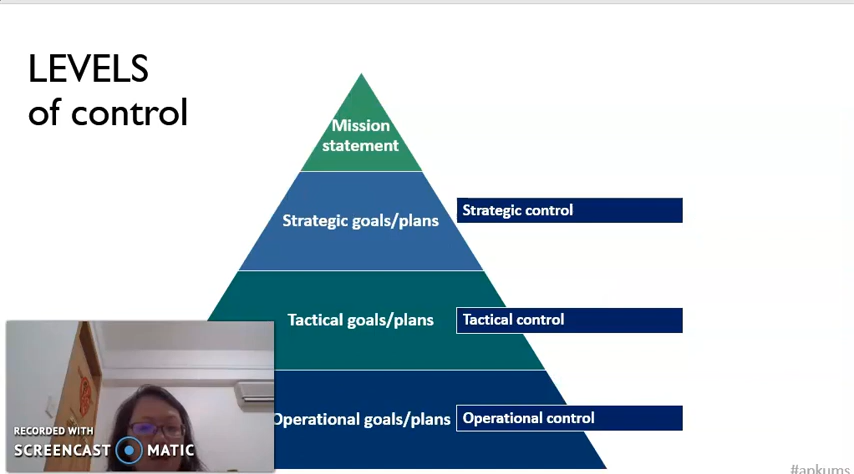 LEVELS
of control
Mission
statement
Strategic goals/plans
Strategic control
Tactical goals/plans
Tactical control
Operational goals/plans
Operational control
RECORDED WITH
SCREENCAST MATIC
#apkums